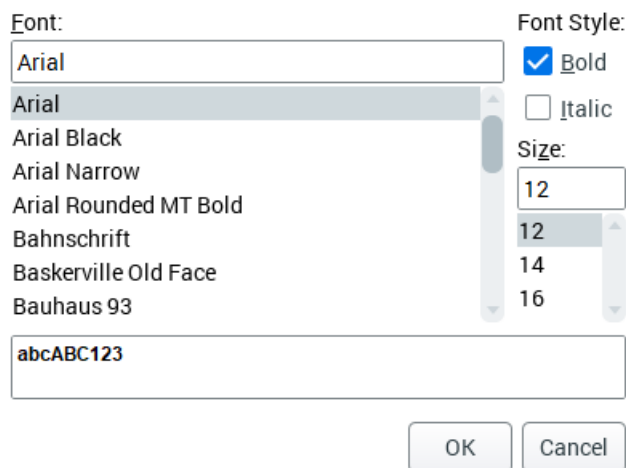 Font:
Arial
Arial
Arial Black
Arial Narrow
Arial Rounded MT Bold
Bahnschrift
Baskerville Old Face
Bauhaus 93
Font Style:
Bold
Italic
Size:
12
12
14
16
abcABC123
OK
Cancel